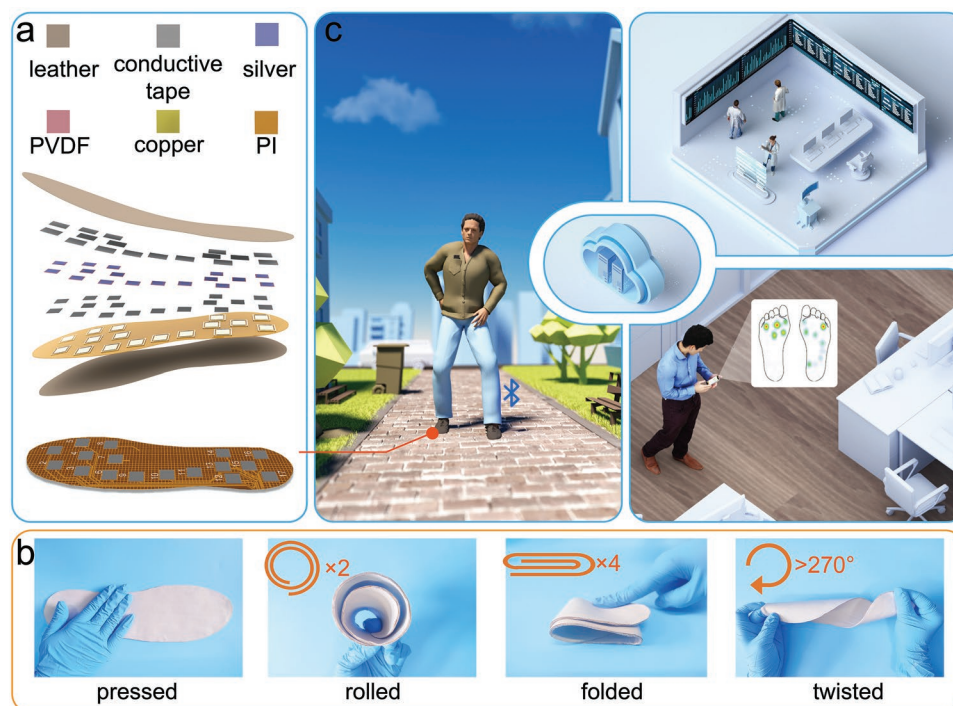 a
leather
conductive
tape
silver
PVDF
copper
PI
c
b
×2
×4
>270°
pressed
rolled
folded
twisted